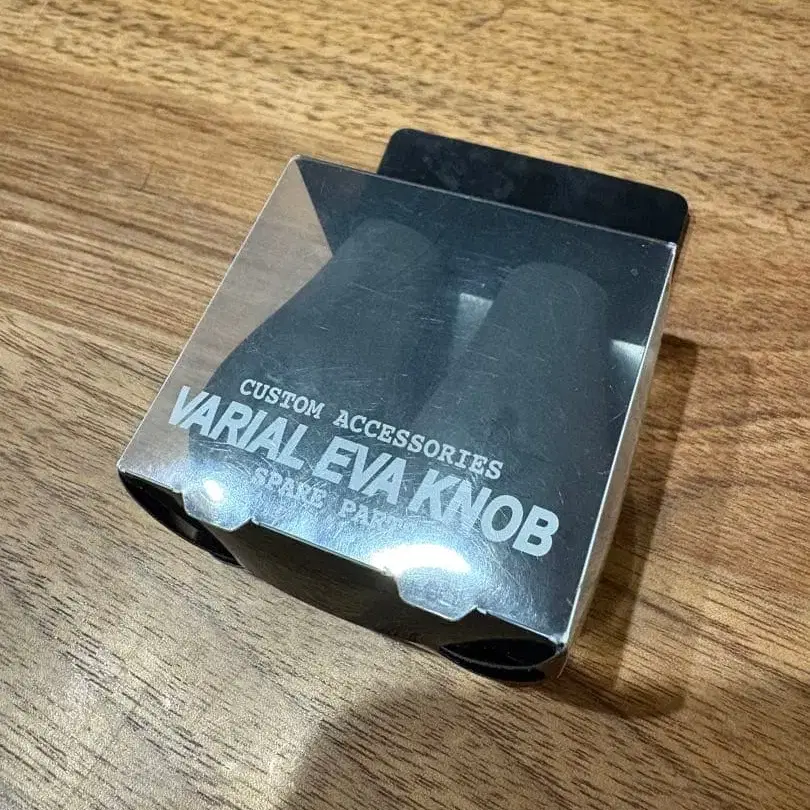 CUSTOM ACCESSORIES
VARIAL EVA KNOB
SPARE PARTS